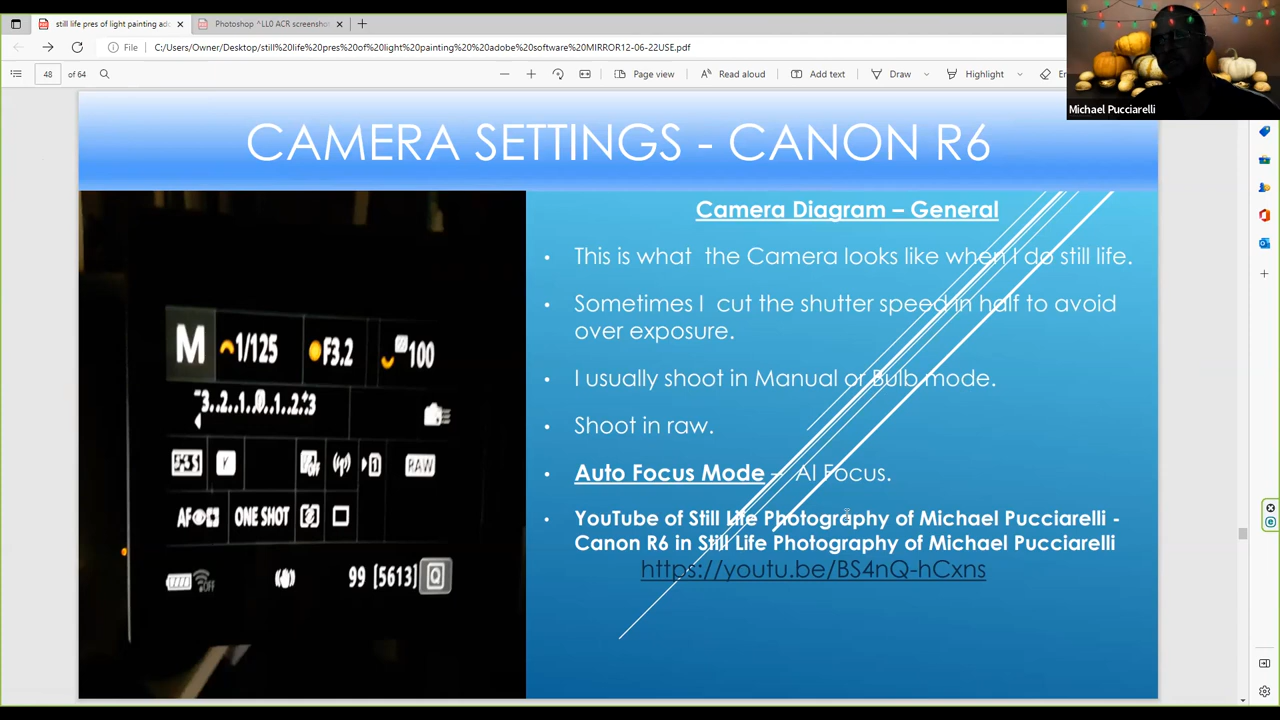 still life pres of light painting ado
Photoshop ^LL0 ACR screenshot
File
C:/Users/Owner/Desktop/still%20life%20pres%20of%20light%20painting%20%20adobe%20software%20MIRROR12-06-22USE.pdf
48 of 64
Page view
Read aloud
Add text
Draw
Highlight
Michael Pucciarelli
CAMERA SETTINGS - CANON R6
M 1/125 F3.2 100
-3..2..1..0..1..2.+3
RAW
AF ONE SHOT
OFF 99 [5613] Q
Camera Diagram – General
• This is what the Camera looks like when I do still life.
• Sometimes I cut the shutter speed in half to avoid
over exposure.
• I usually shoot in Manual or Bulb mode.
• Shoot in raw.
• Auto Focus Mode – AI Focus.
• YouTube of Still Life Photography of Michael Pucciarelli -
Canon R6 in Still Life Photography of Michael Pucciarelli
https://youtu.be/BS4nQ-hCxns